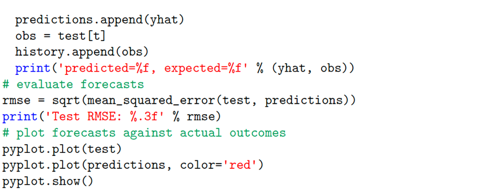 predictions.append(yhat)
obs = test[t]
history.append(obs)
print('predicted=%f, expected=%f' % (yhat, obs))
# evaluate forecasts
rmse = sqrt(mean_squared_error(test, predictions))
print('Test RMSE: %.3f' % rmse)
# plot forecasts against actual outcomes
pyplot.plot(test)
pyplot.plot(predictions, color='red')
pyplot.show()